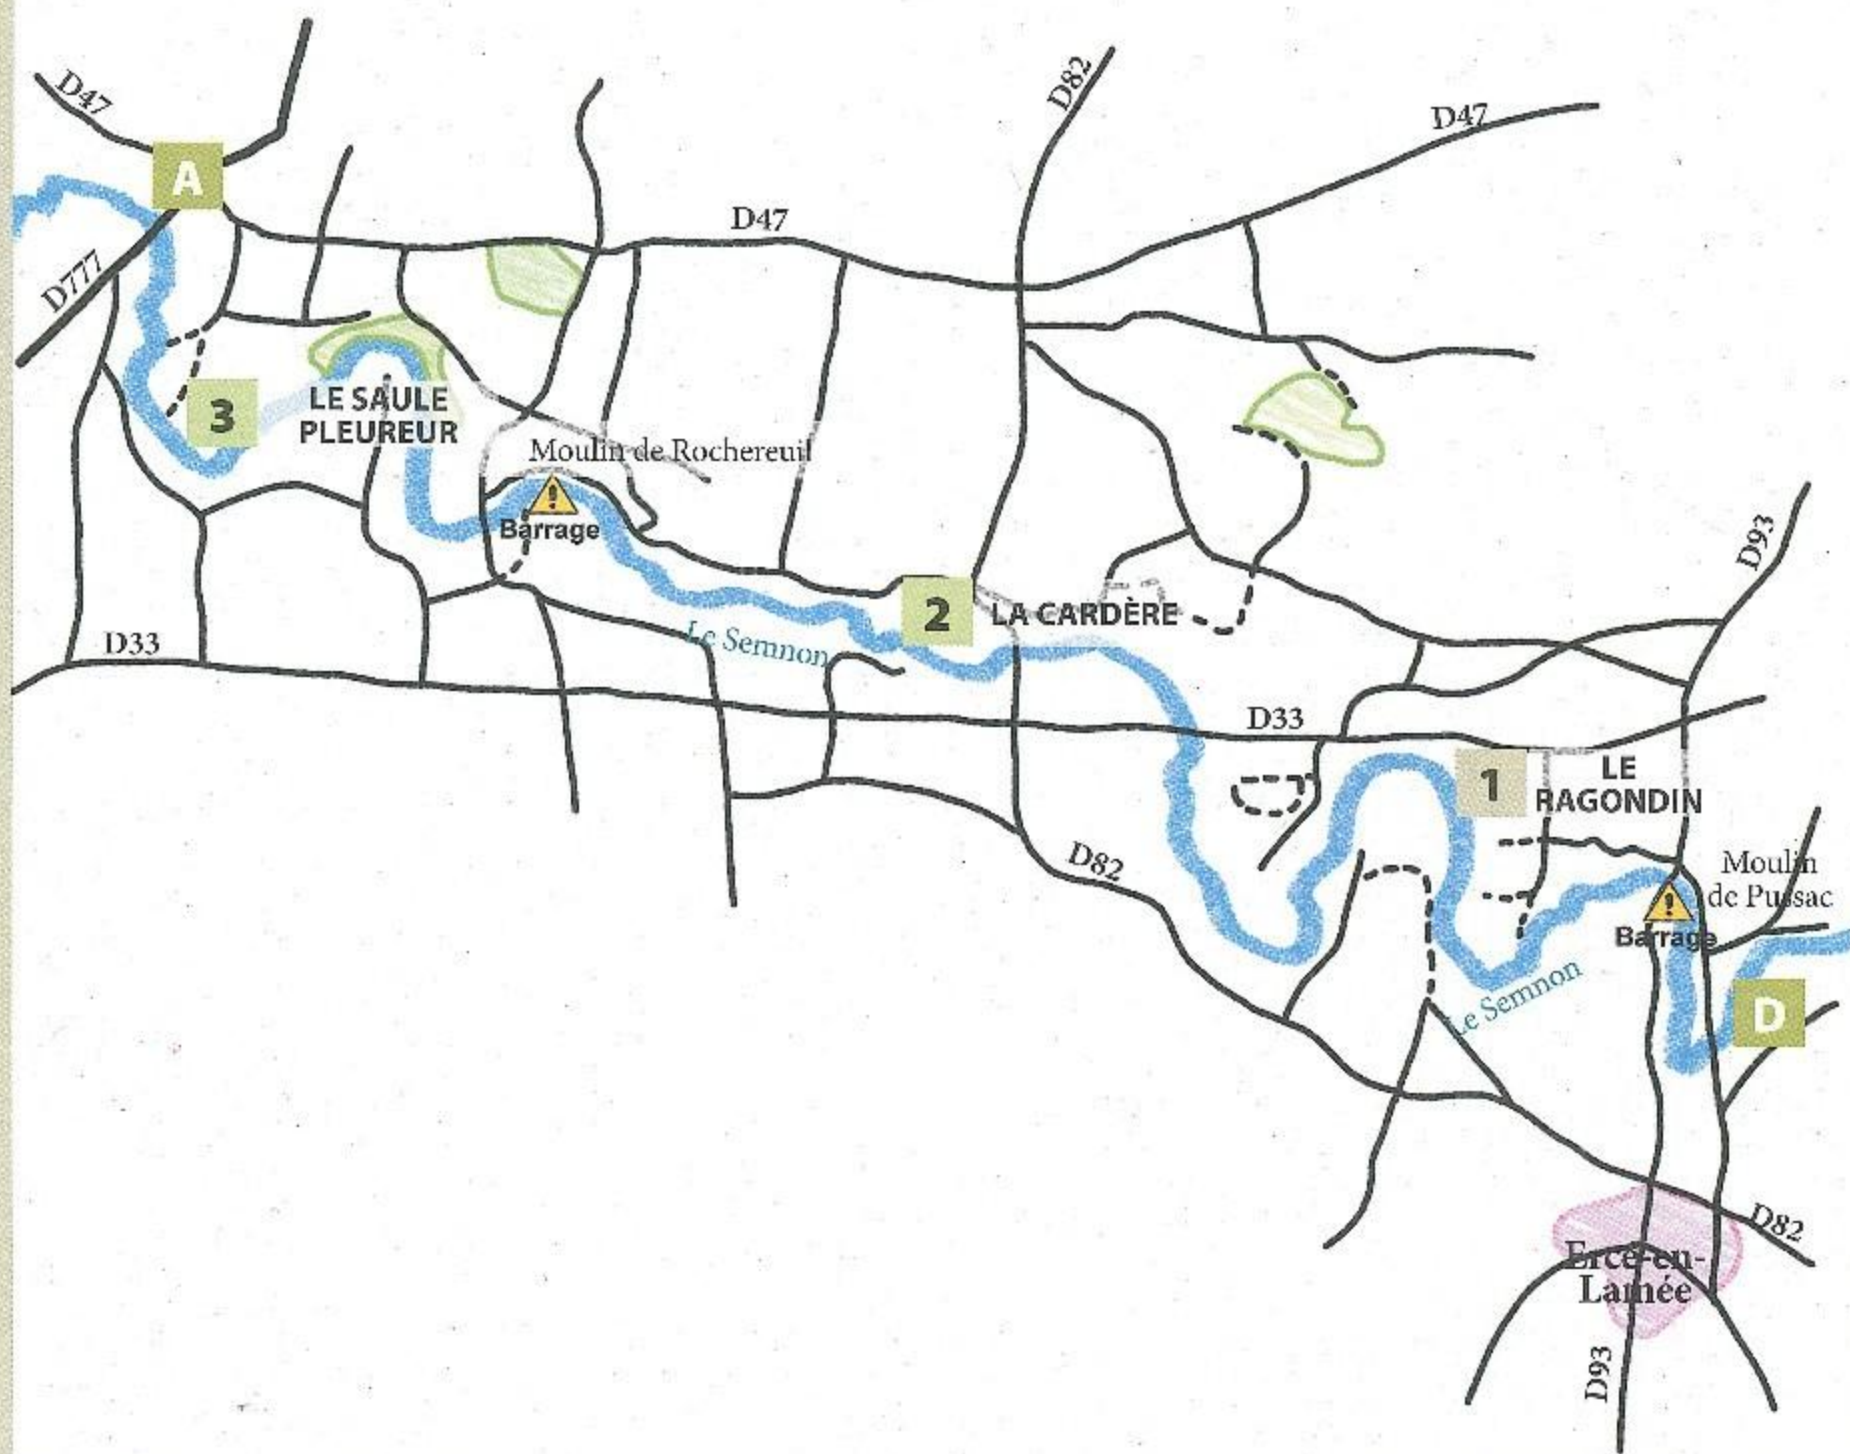 D47
D82
D47
A
D47
D777
3
LE SAULE
PLEUREUR
Moulin de Rochereuil
Barrage
D93
2
LA CARDÈRE
Le Semnon
D33
D33
1
LE
RAGONDIN
D82
Moulin
de Pussac
Barrage
Le Semnon
D
D82
Ercé-en-
Lamée
D93